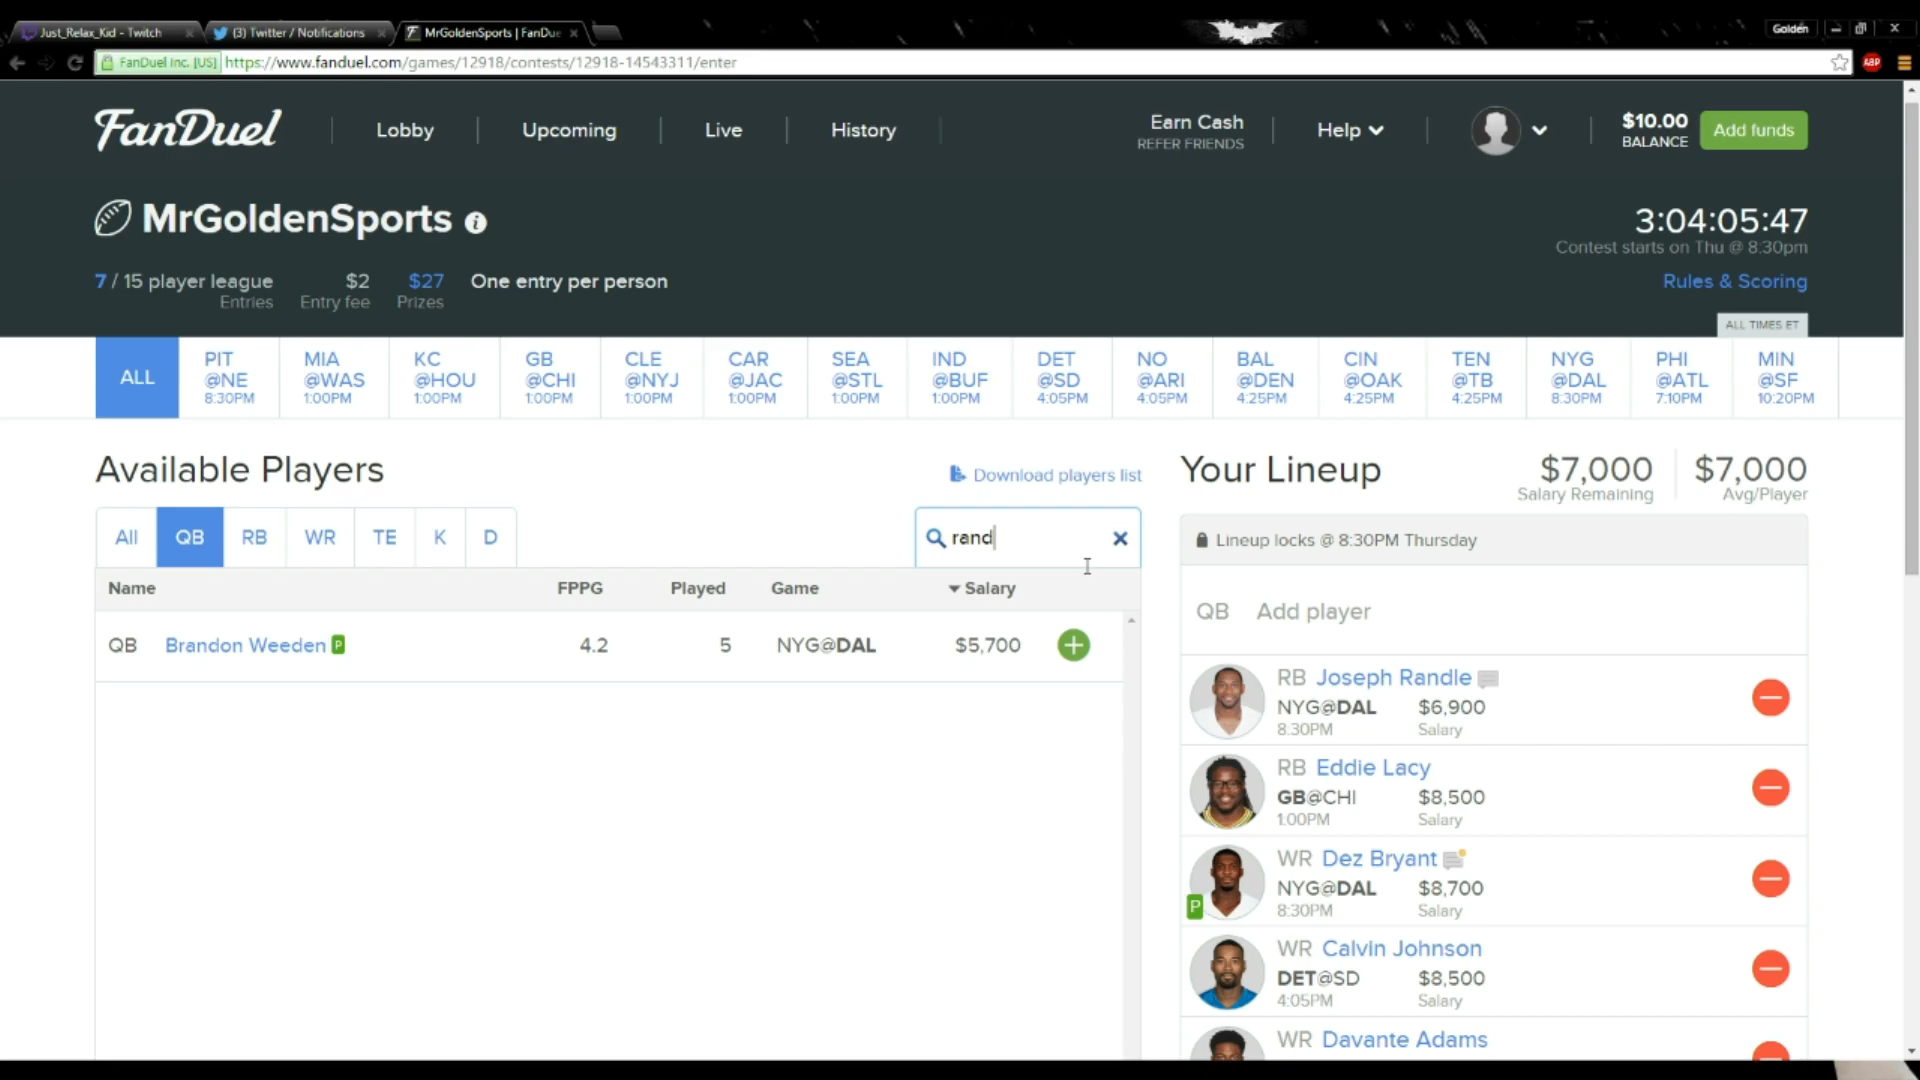 Just_Relax_Kid - Twitch
(3) Twitter / Notifications
MrGoldenSports | FanDue
Golden
FanDuel Inc. [US] https://www.fanduel.com/games/12918/contests/12918-14543311/enter
ABP
FanDuel
Lobby
Upcoming
Live
History
Earn Cash
REFER FRIENDS
Help
$10.00
BALANCE
Add funds
MrGoldenSports i
3:04:05:47
Contest starts on Thu @ 8:30pm
7 / 15 player league
Entries
$2
Entry fee
$27
Prizes
One entry per person
Rules & Scoring
ALL TIMES ET
ALL
PIT
@NE
8:30PM
MIA
@WAS
1:00PM
KC
@HOU
1:00PM
GB
@CHI
1:00PM
CLE
@NYJ
1:00PM
CAR
@JAC
1:00PM
SEA
@STL
1:00PM
IND
@BUF
1:00PM
DET
@SD
4:05PM
NO
@ARI
4:05PM
BAL
@DEN
4:25PM
CIN
@OAK
4:25PM
TEN
@TB
4:25PM
NYG
@DAL
8:30PM
PHI
@ATL
7:10PM
MIN
@SF
10:20PM
Available Players
Download players list
All QB RB WR TE K D
rand
Name FPPG Played Game Salary
QB Brandon Weeden P 4.2 5 NYG@DAL $5,700
Your Lineup
$7,000
Salary Remaining
$7,000
Avg/Player
Lineup locks @ 8:30PM Thursday
QB Add player
RB Joseph Randle
NYG@DAL $6,900
8:30PM Salary
RB Eddie Lacy
GB@CHI $8,500
1:00PM Salary
WR Dez Bryant
NYG@DAL $8,700
P 8:30PM Salary
WR Calvin Johnson
DET@SD $8,500
4:05PM Salary
WR Davante Adams